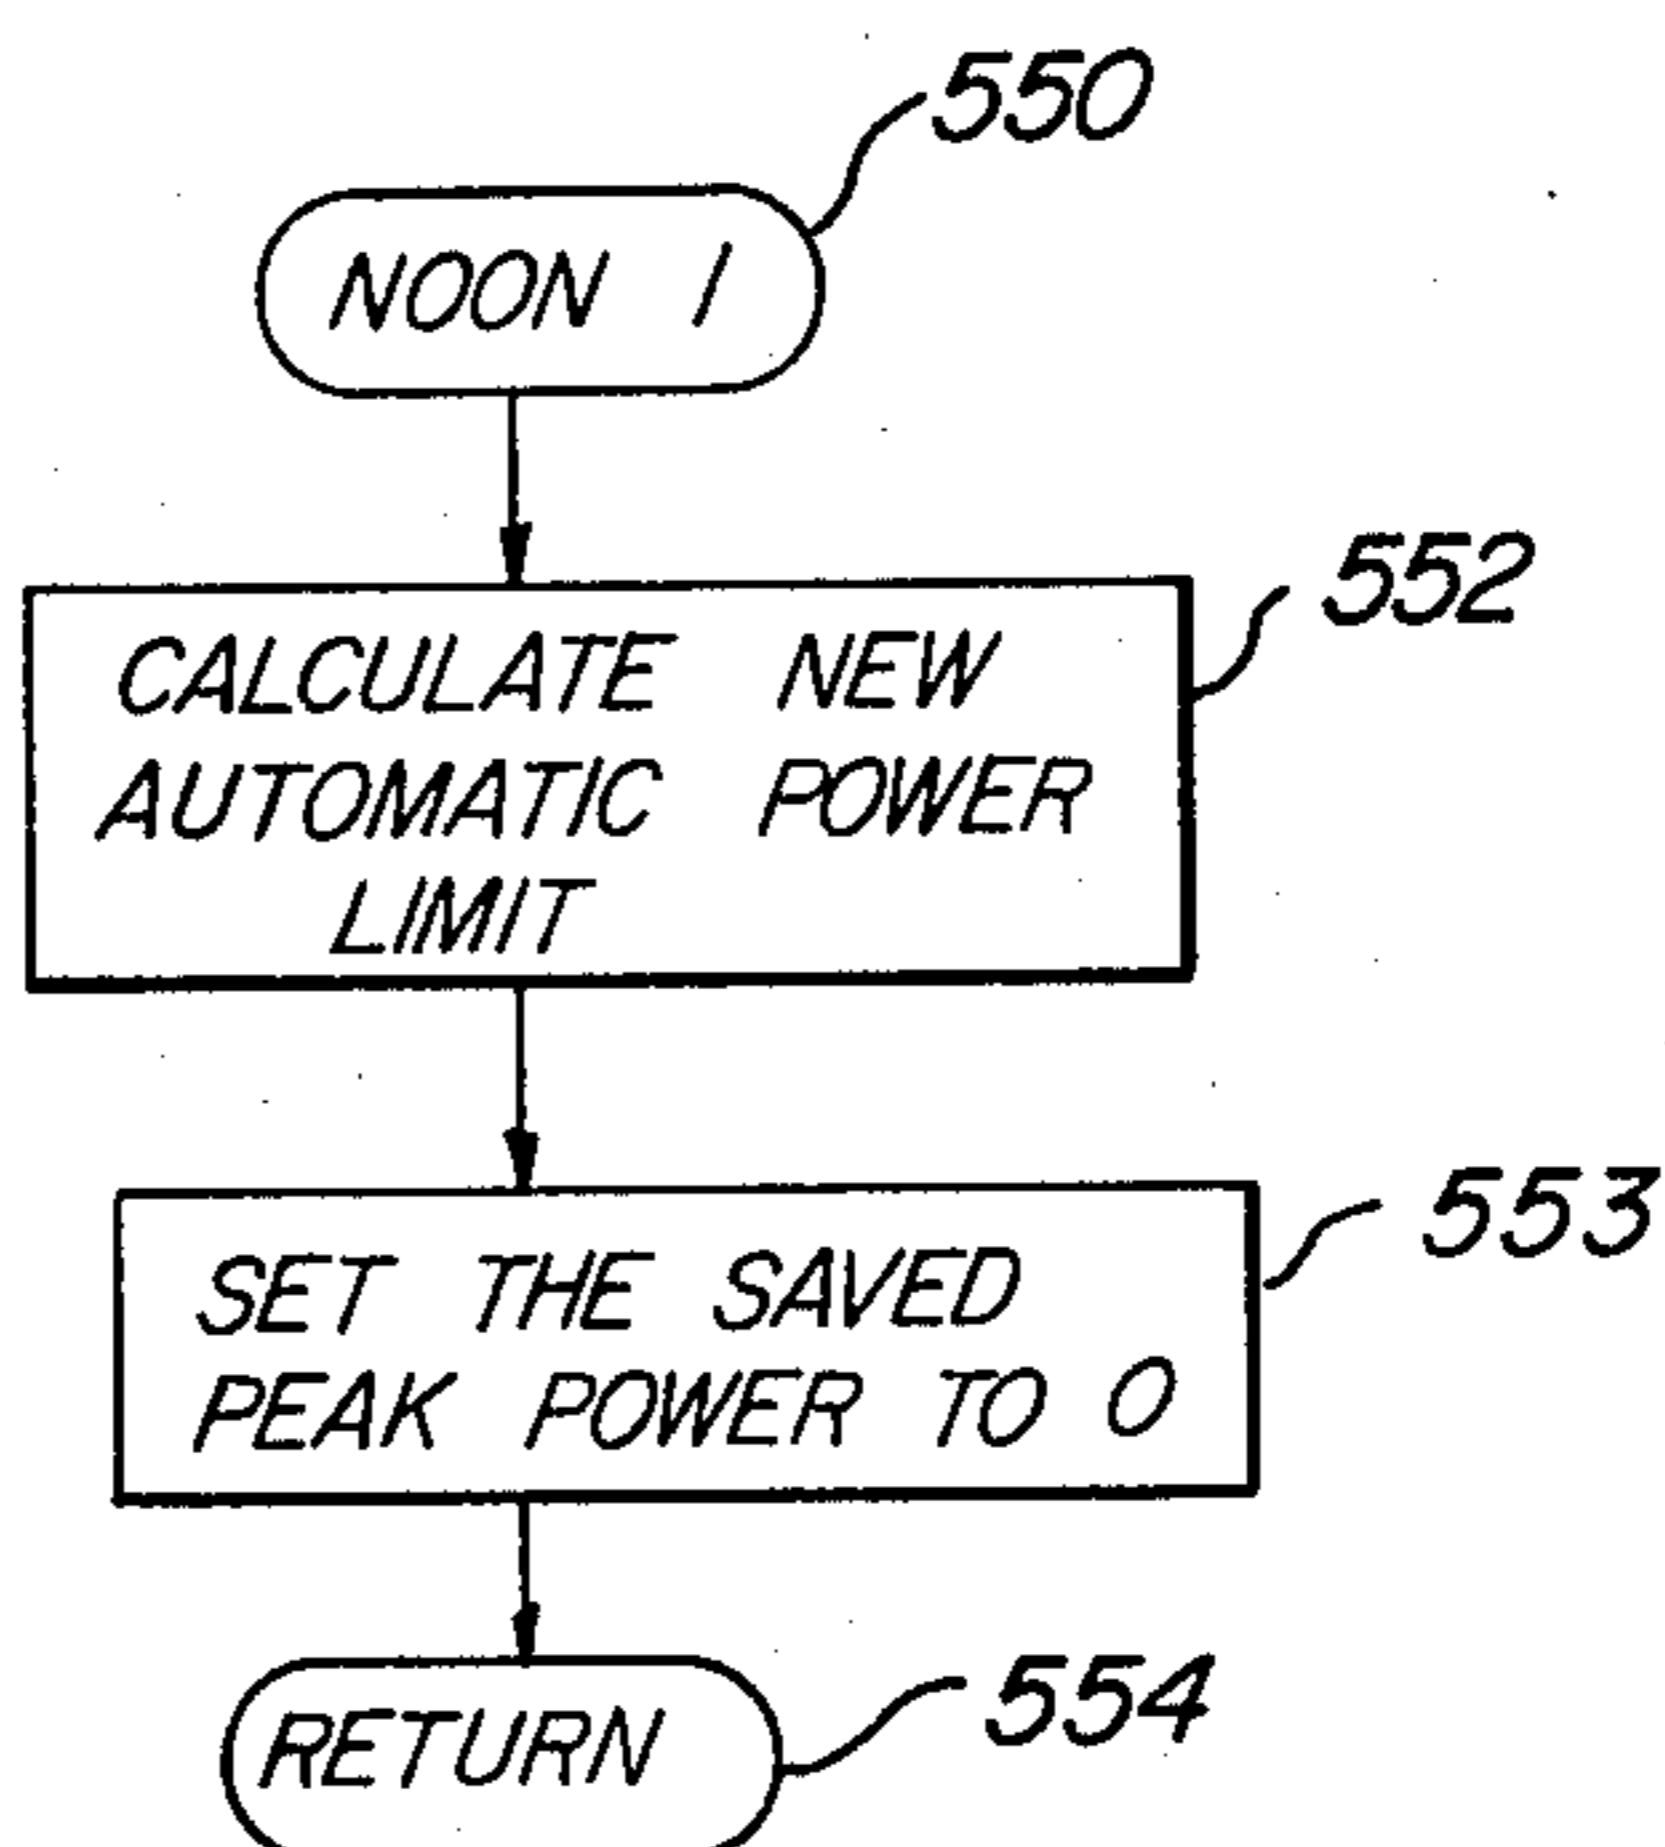 550
NOON 1
552
CALCULATE NEW
AUTOMATIC POWER
LIMIT
553
SET THE SAVED
PEAK POWER TO 0
554
RETURN